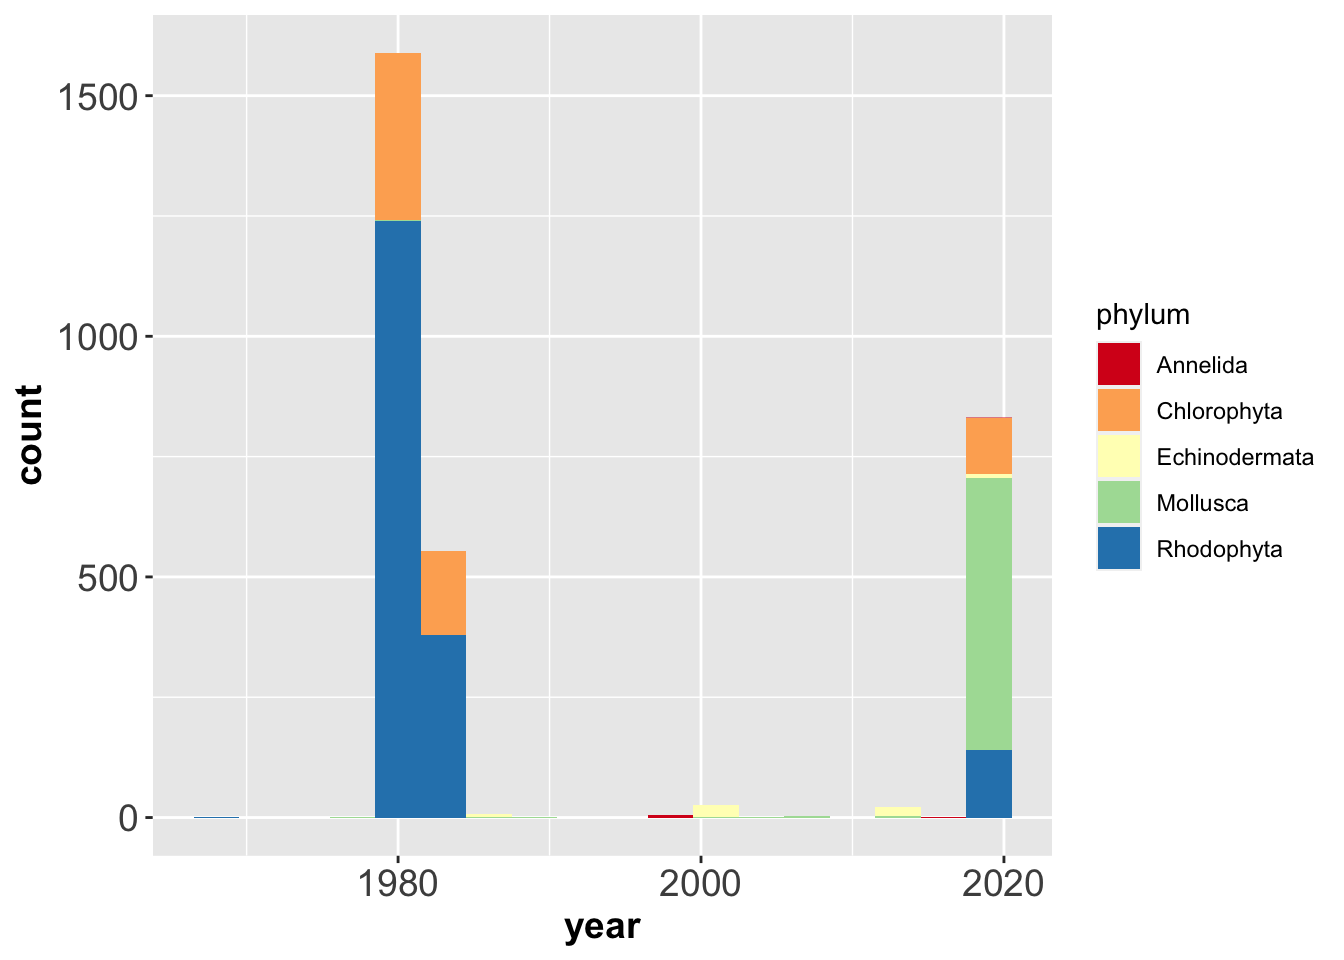 1500
1000
500
0
count
1980
2000
2020
year
phylum
Annelida
Chlorophyta
Echinodermata
Mollusca
Rhodophyta